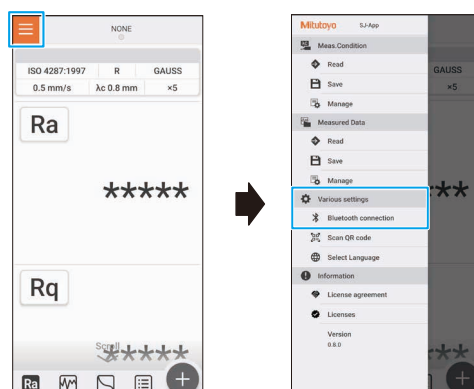 NONE
ISO 4287:1997 R GAUSS
0.5 mm/s λc 0.8 mm ×5
Ra
*****
Rq
Scroll
*****
Ra
Mitutoyo SJ-App
Meas.Condition
Read
Save
Manage
Measured Data
Read
Save
Manage
Various settings
Bluetooth connection
Scan QR code
Select Language
Information
License agreement
Licenses
Version
0.8.0
GAUSS
×5
**
**